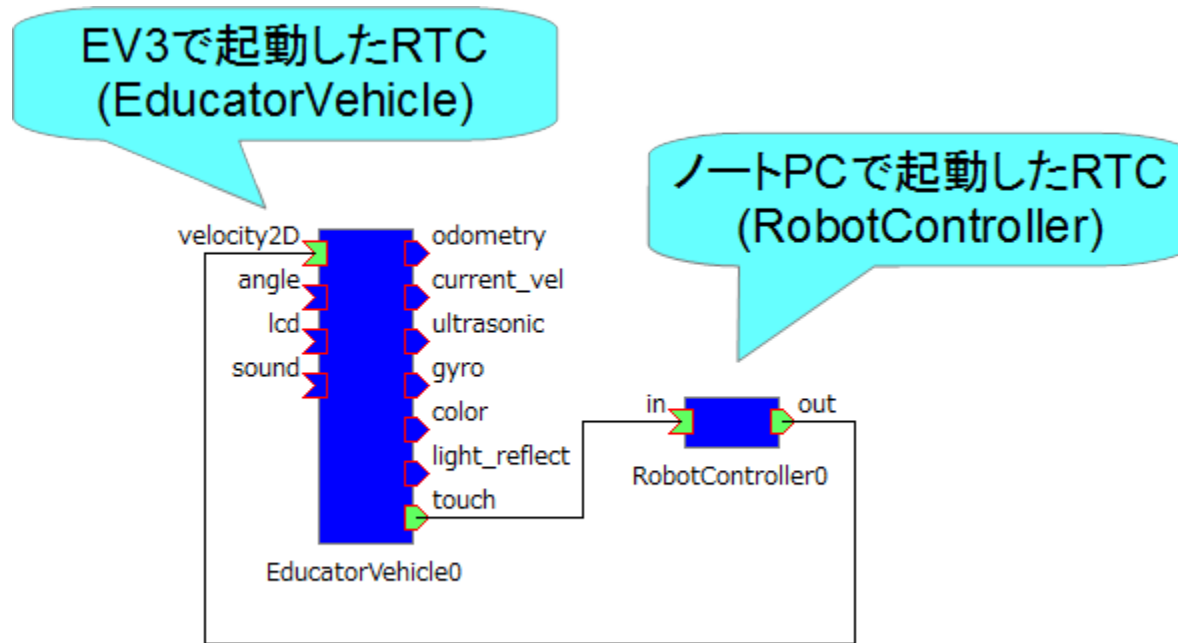 EV3で起動したRTC
(EducatorVehicle)
ノートPCで起動したRTC
(RobotController)
velocity2D
angle
lcd
sound
odometry
current_vel
ultrasonic
gyro
color
light_reflect
touch
EducatorVehicle0
in
out
RobotController0